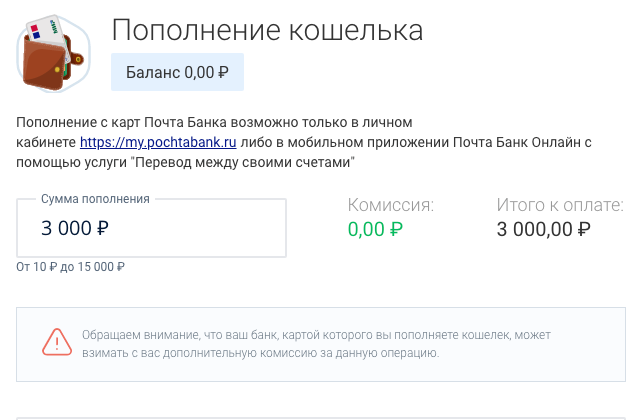 Пополнение кошелька
Баланс 0,00 ₽
Пополнение с карт Почта Банка возможно только в личном
кабинете https://my.pochtabank.ru либо в мобильном приложении Почта Банк Онлайн с
помощью услуги "Перевод между своими счетами"
Сумма пополнения
3 000 ₽
От 10 ₽ до 15 000 ₽
Комиссия:
0,00 ₽
Итого к оплате:
3 000,00 ₽
Обращаем внимание, что ваш банк, картой которого вы пополняете кошелек, может
взимать с вас дополнительную комиссию за данную операцию.